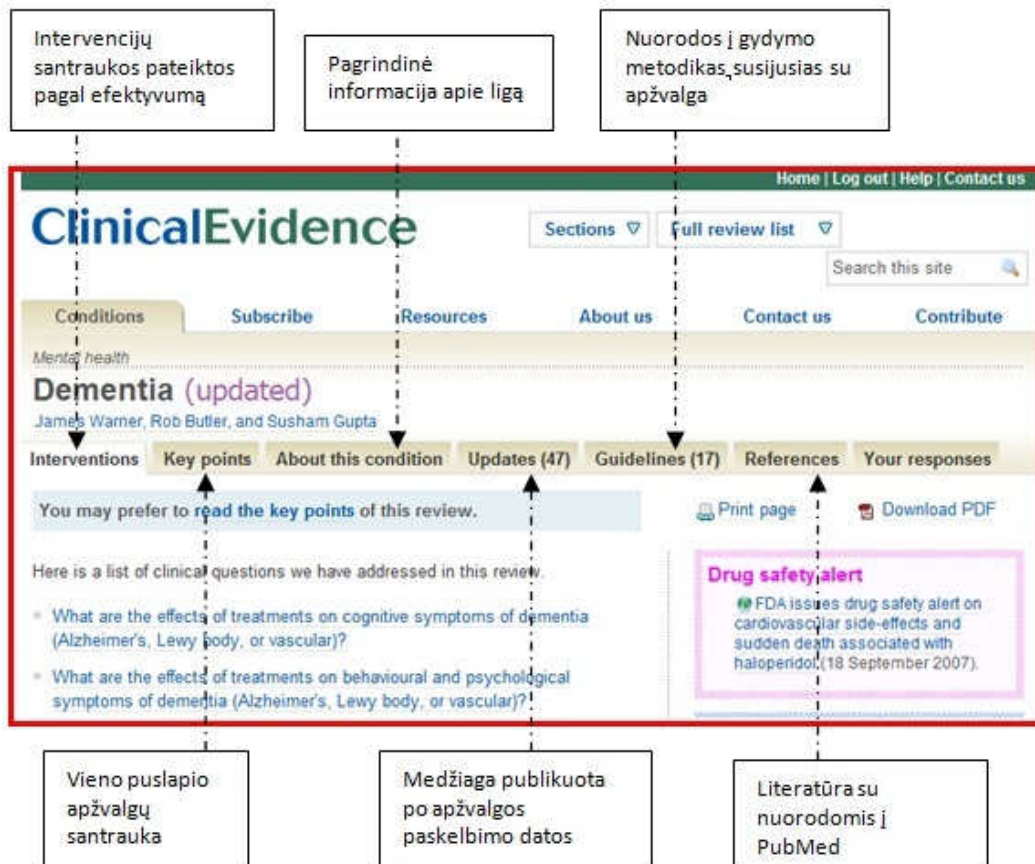 Intervencijų
santraukos pateiktos
pagal efektyvumą
Pagrindinė
informacija apie ligą
Nuorodos į gydymo
metodikas, susijusias su
apžvalga
Home | Log out | Help | Contact us
ClinicalEvidence
Sections
Full review list
Search this site
Conditions
Subscribe
Resources
About us
Contact us
Contribute
Mental health
Dementia (updated)
James Warner, Rob Butler, and Susham Gupta
Interventions
Key points
About this condition
Updates (47)
Guidelines (17)
References
Your responses
You may prefer to read the key points of this review.
Print page
Download PDF
Here is a list of clinical questions we have addressed in this review.
What are the effects of treatments on cognitive symptoms of dementia
(Alzheimer's, Lewy body, or vascular)?
What are the effects of treatments on behavioural and psychological
symptoms of dementia (Alzheimer's, Lewy body, or vascular)?
Drug safety alert
FDA issues drug safety alert on
cardiovascular side-effects and
sudden death associated with
haloperidol (18 September 2007).
Vieno puslapio
apžvalgų
santrauka
Medžiaga publikuota
po apžvalgos
paskelbimo datos
Literatūra su
nuorodomis į
PubMed